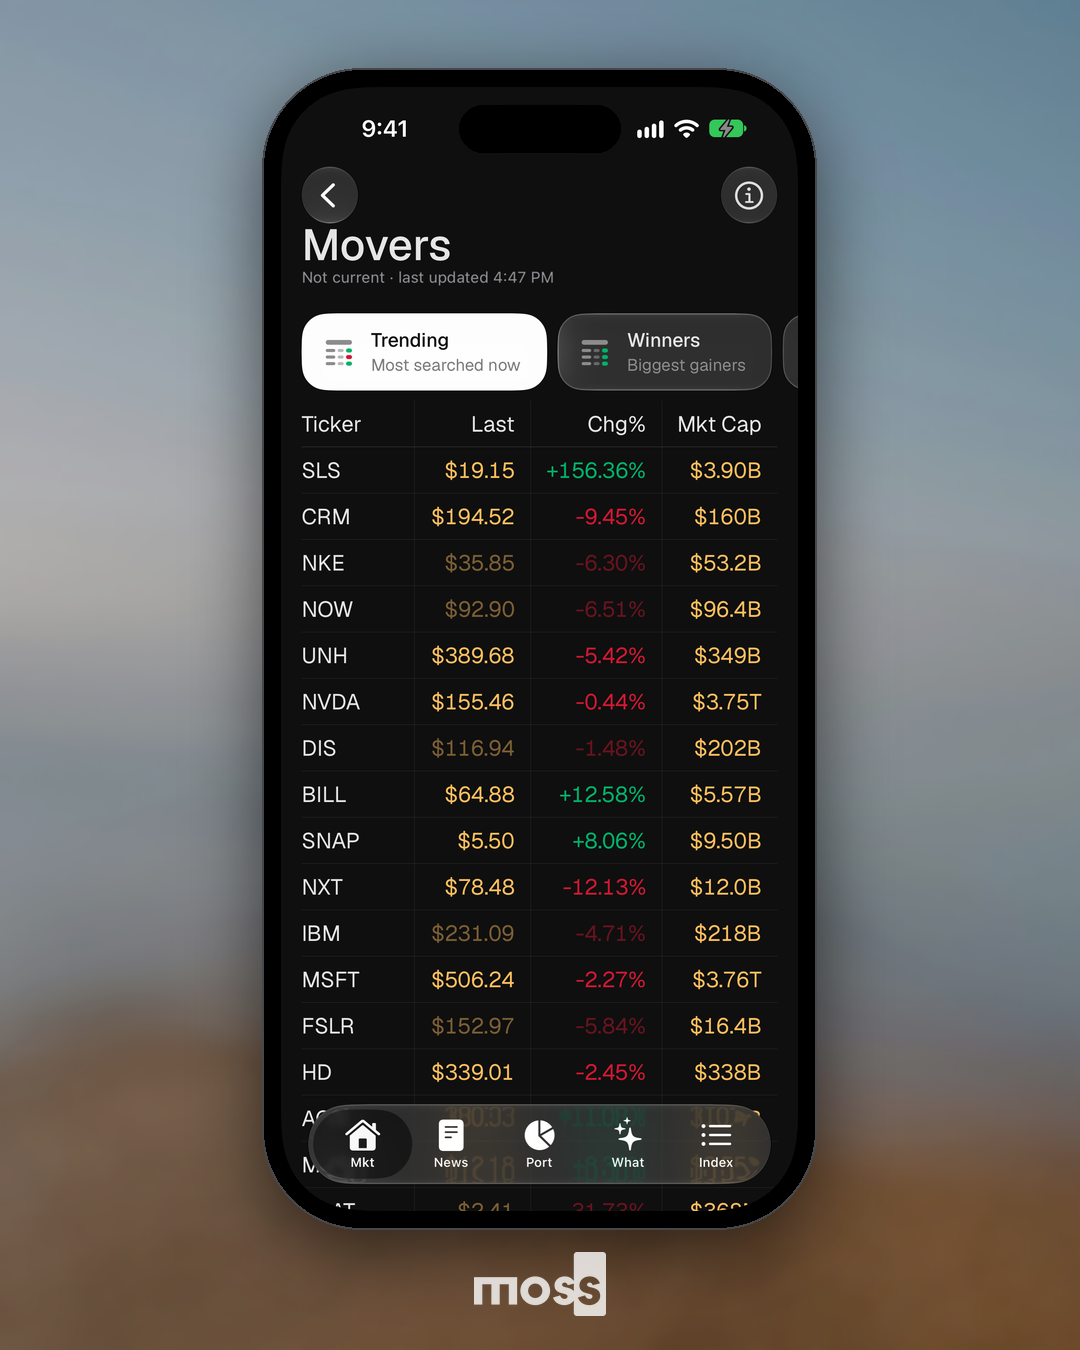 9:41
Movers
Not current · last updated 4:47 PM
Trending
Most searched now
Winners
Biggest gainers
Ticker Last Chg% Mkt Cap
SLS $19.15 +156.36% $3.90B
CRM $194.52 -9.45% $160B
NKE $35.85 -6.30% $53.2B
NOW $92.90 -6.51% $96.4B
UNH $389.68 -5.42% $349B
NVDA $155.46 -0.44% $3.75T
DIS $116.94 -1.48% $202B
BILL $64.88 +12.58% $5.57B
SNAP $5.50 +8.06% $9.50B
NXT $78.48 -12.13% $12.0B
IBM $231.09 -4.71% $218B
MSFT $506.24 -2.27% $3.76T
FSLR $152.97 -5.84% $16.4B
HD $339.01 -2.45% $338B
Mkt News Port What Index
moss